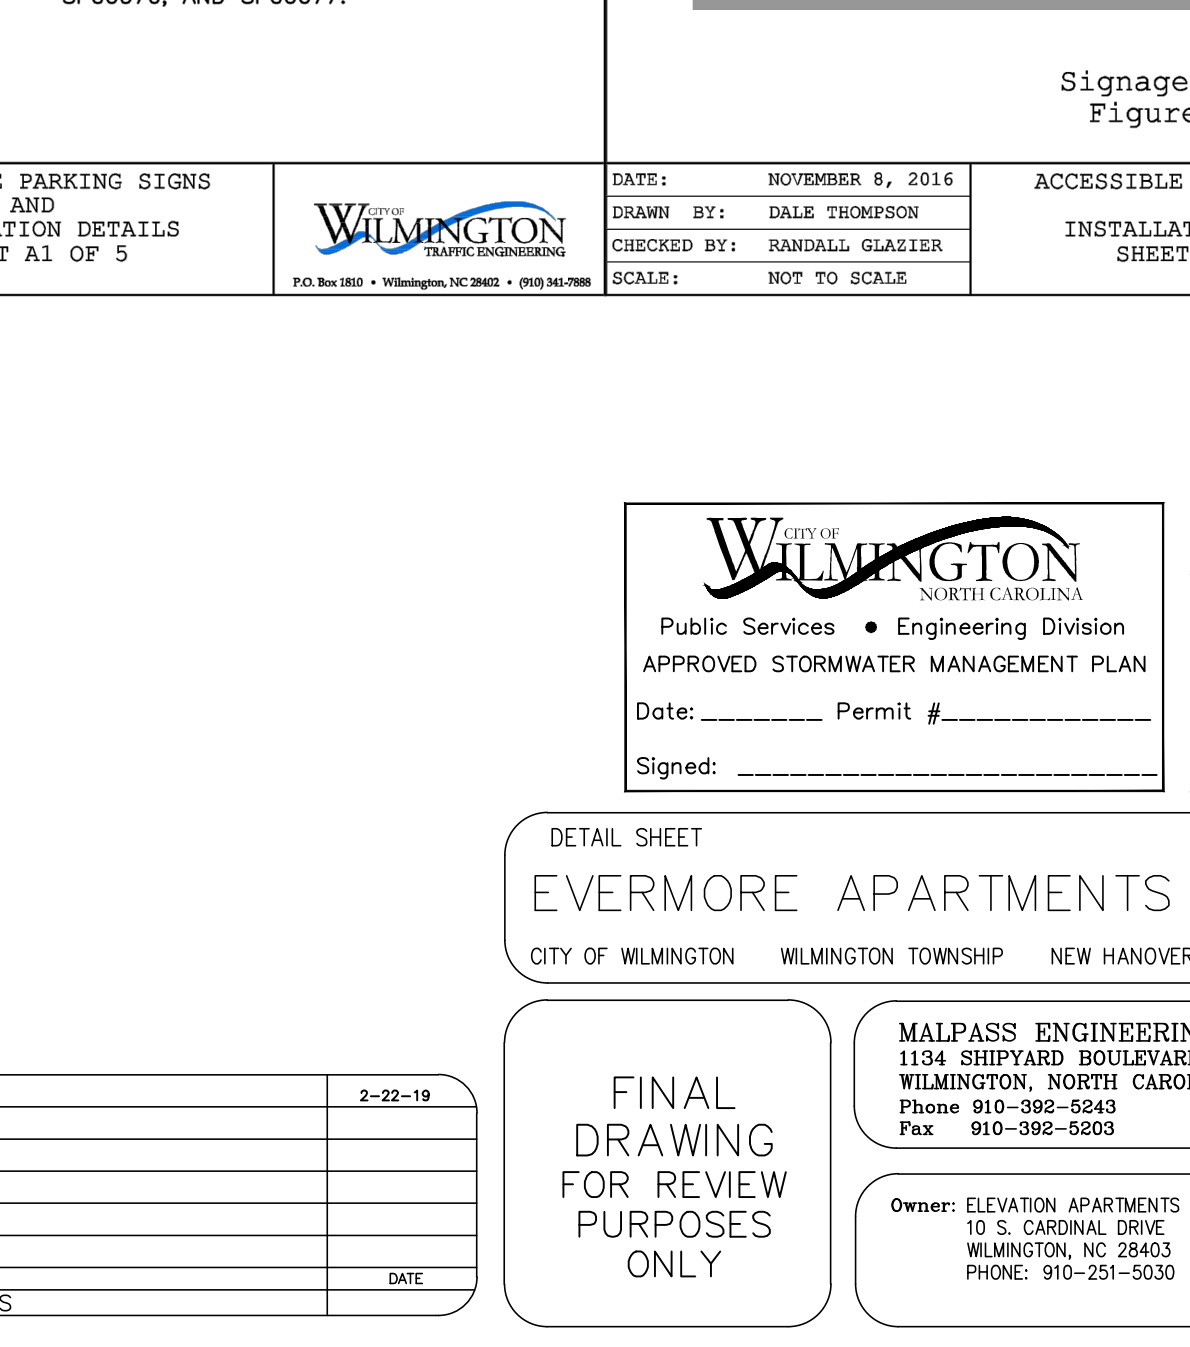 Signage
Figure
PARKING SIGNS
AND
DETAILS
A1 OF 5
CITY OF
WILMINGTON
TRAFFIC ENGINEERING
P.O. Box 1810 • Wilmington, NC 28402 • (910) 341-7888
DATE: NOVEMBER 8, 2016
DRAWN BY: DALE THOMPSON
CHECKED BY: RANDALL GLAZIER
SCALE: NOT TO SCALE
ACCESSIBLE
INSTALLAT
SHEET
CITY OF
WILMINGTON
NORTH CAROLINA
Public Services ● Engineering Division
APPROVED STORMWATER MANAGEMENT PLAN
Date: _______ Permit #____________
Signed: ________________________
DETAIL SHEET
EVERMORE APARTMENTS
CITY OF WILMINGTON WILMINGTON TOWNSHIP NEW HANOVER
FINAL
DRAWING
FOR REVIEW
PURPOSES
ONLY
MALPASS ENGINEERIN
1134 SHIPYARD BOULEVAR
WILMINGTON, NORTH CAROL
Phone 910-392-5243
Fax 910-392-5203
Owner: ELEVATION APARTMENTS
10 S. CARDINAL DRIVE
WILMINGTON, NC 28403
PHONE: 910-251-5030
2-22-19
DATE
S